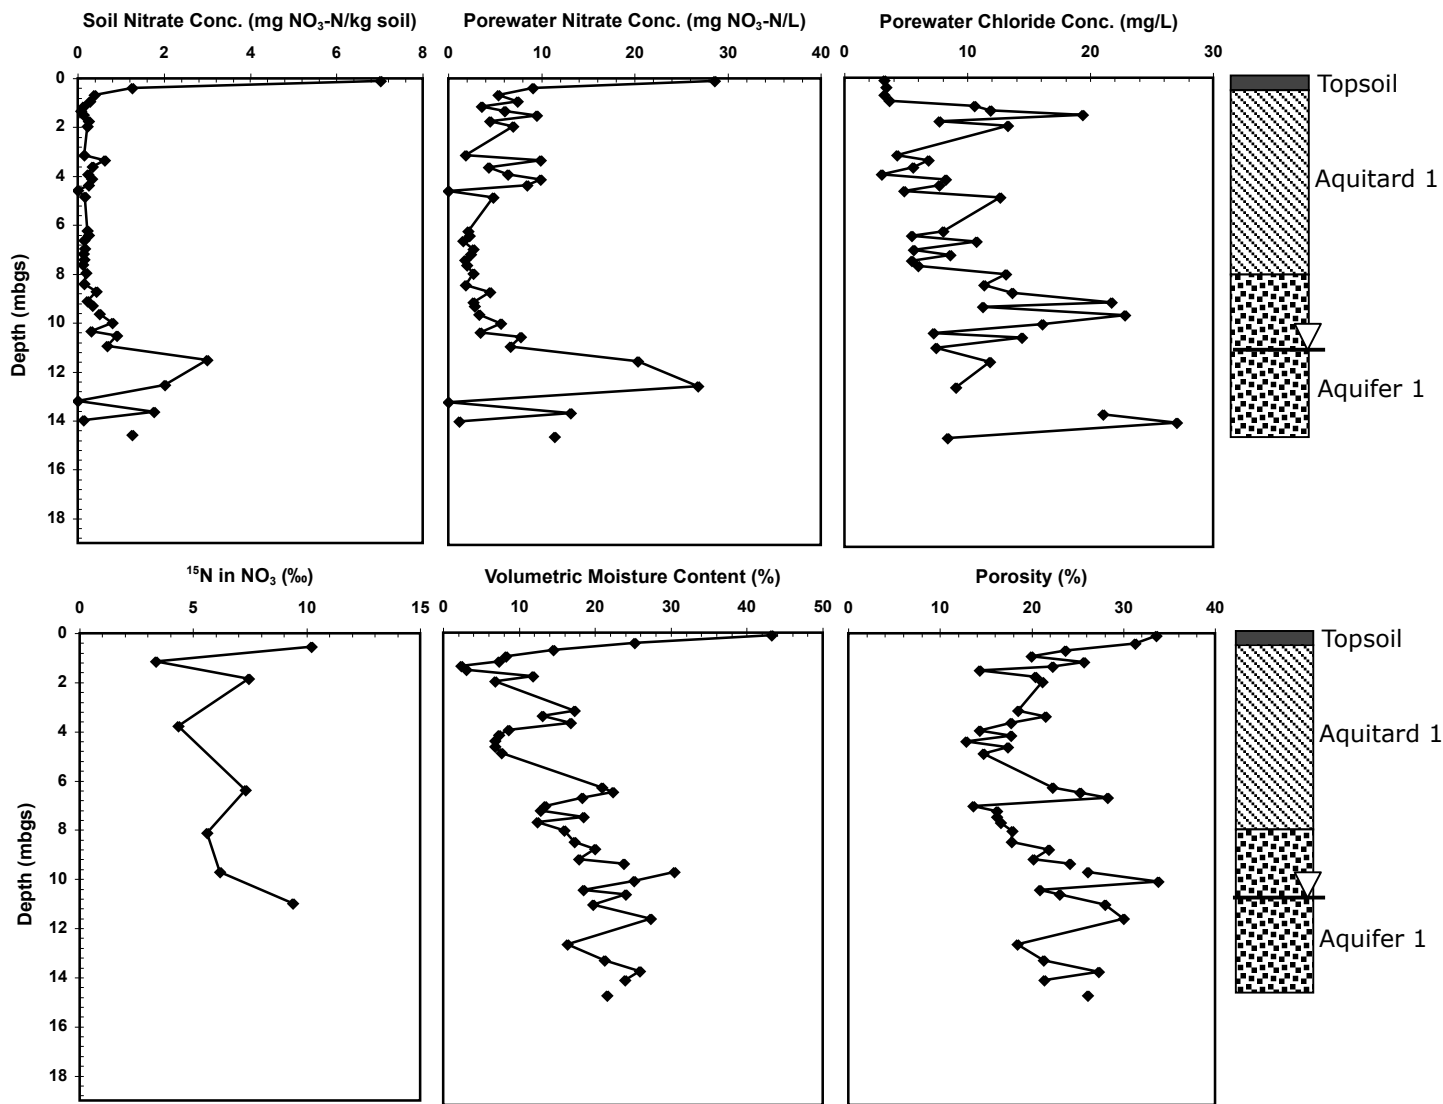 Soil Nitrate Conc. (mg NO₃-N/kg soil)
Porewater Nitrate Conc. (mg NO₃-N/L)
Porewater Chloride Conc. (mg/L)
0 2 4 6 8
0 10 20 30 40
0 10 20 30
0
2
4
6
8
10
12
14
16
18
Depth (mbgs)
Topsoil
Aquitard 1
Aquifer 1
¹⁵N in NO₃ (‰)
Volumetric Moisture Content (%)
Porosity (%)
0 5 10 15
0 10 20 30 40 50
0 10 20 30 40
0
2
4
6
8
10
12
14
16
18
Depth (mbgs)
Topsoil
Aquitard 1
Aquifer 1